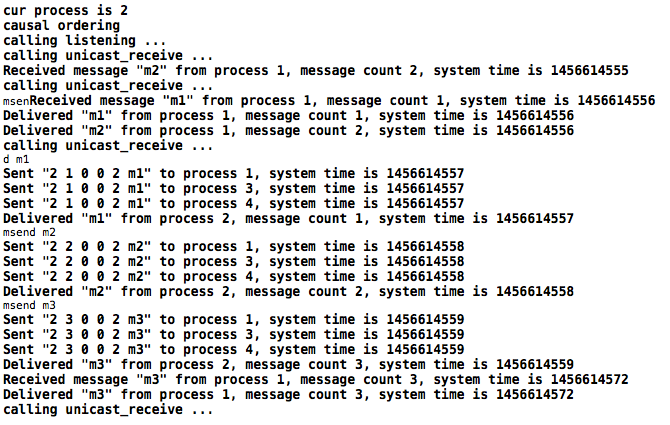 cur process is 2
causal ordering
calling listening ...
calling unicast_receive ...
Received message "m2" from process 1, message count 2, system time is 1456614555
calling unicast_receive ...
msenReceived message "m1" from process 1, message count 1, system time is 1456614556
Delivered "m1" from process 1, message count 1, system time is 1456614556
Delivered "m2" from process 1, message count 2, system time is 1456614556
calling unicast_receive ...
d m1
Sent "2 1 0 0 2 m1" to process 1, system time is 1456614557
Sent "2 1 0 0 2 m1" to process 3, system time is 1456614557
Sent "2 1 0 0 2 m1" to process 4, system time is 1456614557
Delivered "m1" from process 2, message count 1, system time is 1456614557
msend m2
Sent "2 2 0 0 2 m2" to process 1, system time is 1456614558
Sent "2 2 0 0 2 m2" to process 3, system time is 1456614558
Sent "2 2 0 0 2 m2" to process 4, system time is 1456614558
Delivered "m2" from process 2, message count 2, system time is 1456614558
msend m3
Sent "2 3 0 0 2 m3" to process 1, system time is 1456614559
Sent "2 3 0 0 2 m3" to process 3, system time is 1456614559
Sent "2 3 0 0 2 m3" to process 4, system time is 1456614559
Delivered "m3" from process 2, message count 3, system time is 1456614559
Received message "m3" from process 1, message count 3, system time is 1456614572
Delivered "m3" from process 1, message count 3, system time is 1456614572
calling unicast_receive ...